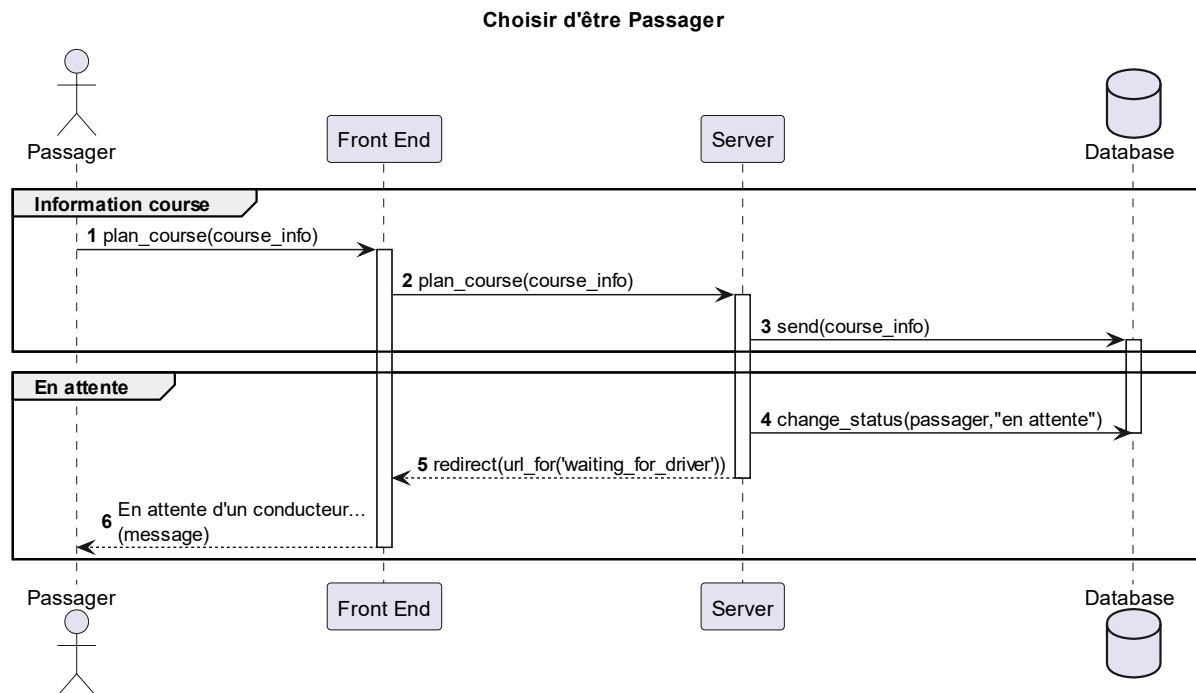 Choisir d'être Passager
Passager
Front End
Server
Database
Information course
1 plan_course(course_info)
2 plan_course(course_info)
3 send(course_info)
En attente
4 change_status(passager,"en attente")
5 redirect(url_for('waiting_for_driver'))
6 En attente d'un conducteur...
(message)
Passager
Front End
Server
Database